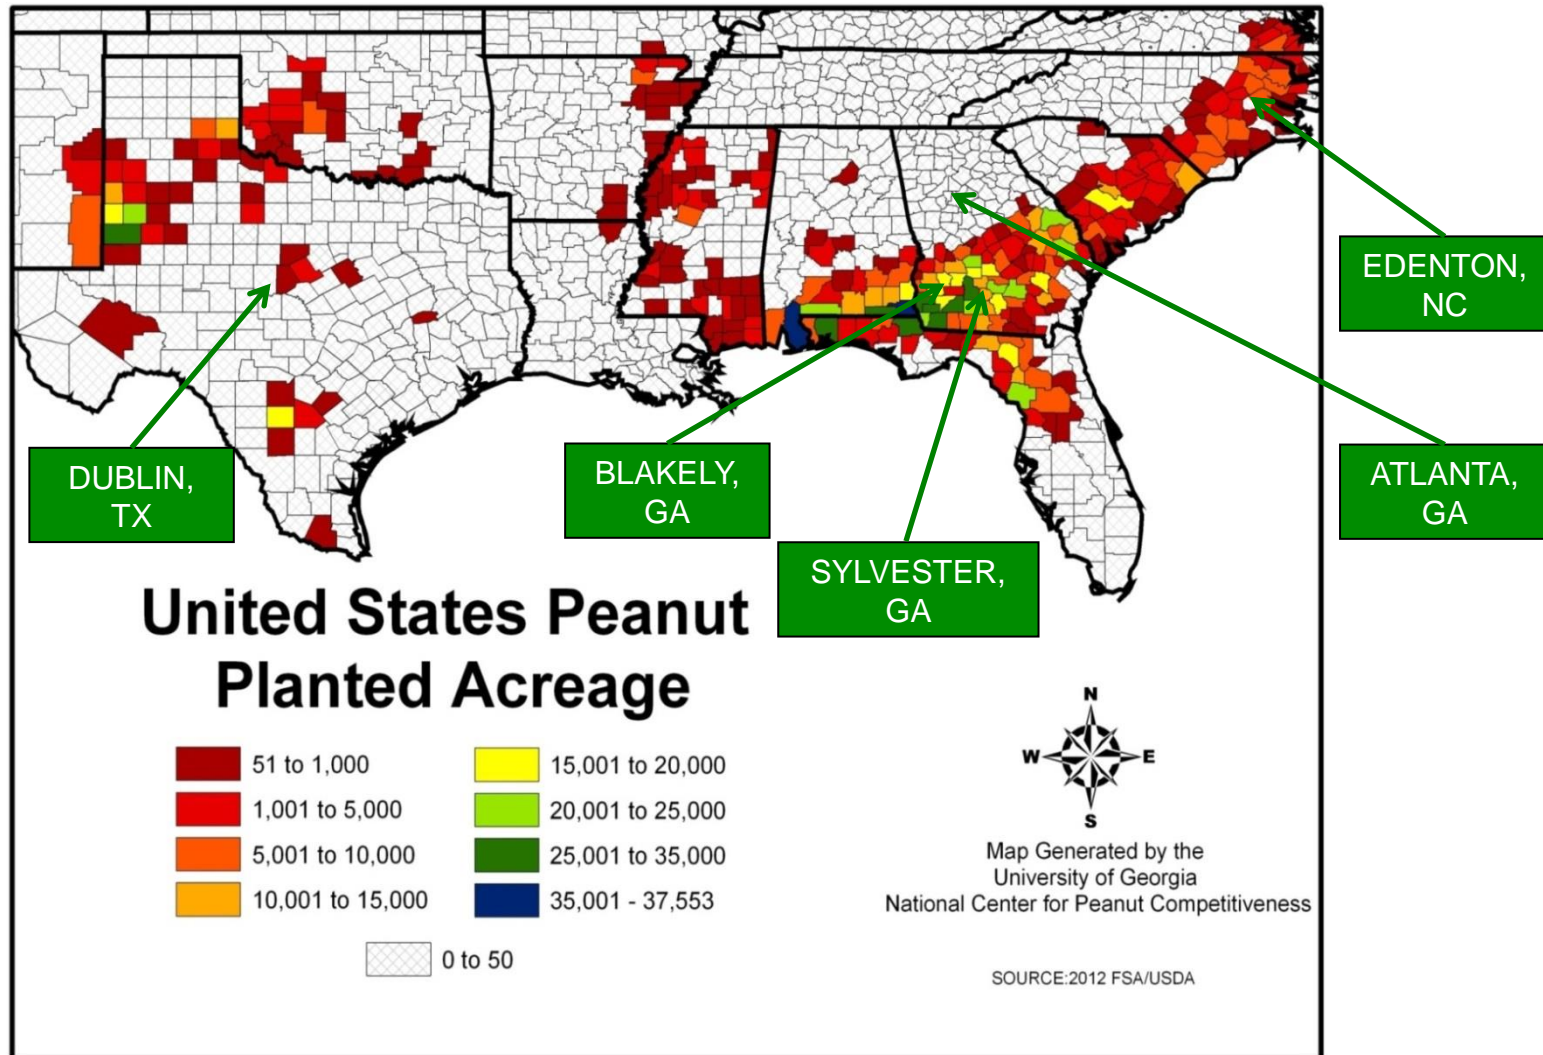 EDENTON,
NC
DUBLIN,
TX
BLAKELY,
GA
ATLANTA,
GA
SYLVESTER,
GA
United States Peanut
Planted Acreage
51 to 1,000
1,001 to 5,000
5,001 to 10,000
10,001 to 15,000
15,001 to 20,000
20,001 to 25,000
25,001 to 35,000
35,001 - 37,553
0 to 50
N
W
E
S
Map Generated by the
University of Georgia
National Center for Peanut Competitiveness
SOURCE:2012 FSA/USDA